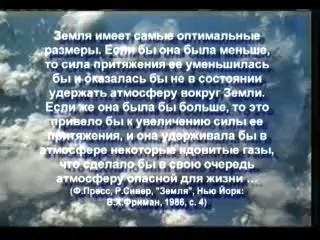 Земля имеет самые оптимальные
размеры. Если бы она была меньше,
то сила притяжения ее уменьшилась
бы и оказалась бы не в состоянии
удержать атмосферу вокруг Земли.
Если же она была бы больше, то это
привело бы к увеличению силы ее
притяжения, и она удерживала бы в
атмосфере некоторые ядовитые газы,
что сделало бы в свою очередь
атмосферу опасной для жизни ...
(Ф.Пресс, Р.Сивер, "Земля", Нью Йорк:
В.Х.Фриман, 1986, с. 4)